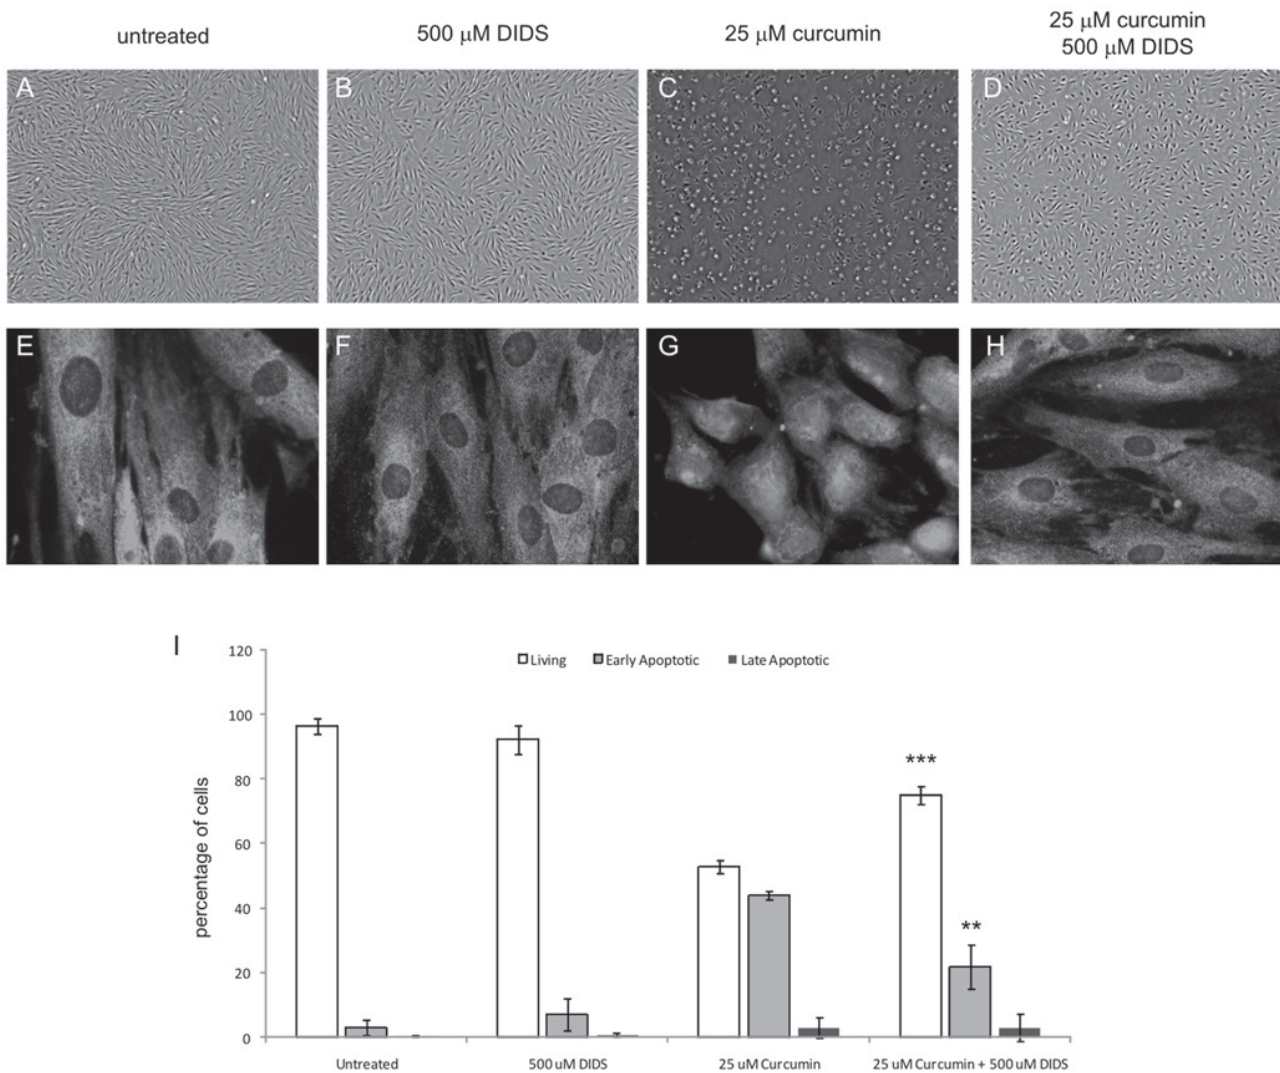 untreated
500 μM DIDS
25 μM curcumin
25 μM curcumin
500 μM DIDS
A
B
C
D
E
F
G
H
I
120
100
80
60
40
20
0
percentage of cells
Living
Early Apoptotic
Late Apoptotic
***
**
Untreated
500 uM DIDS
25 uM Curcumin
25 uM Curcumin + 500 uM DIDS